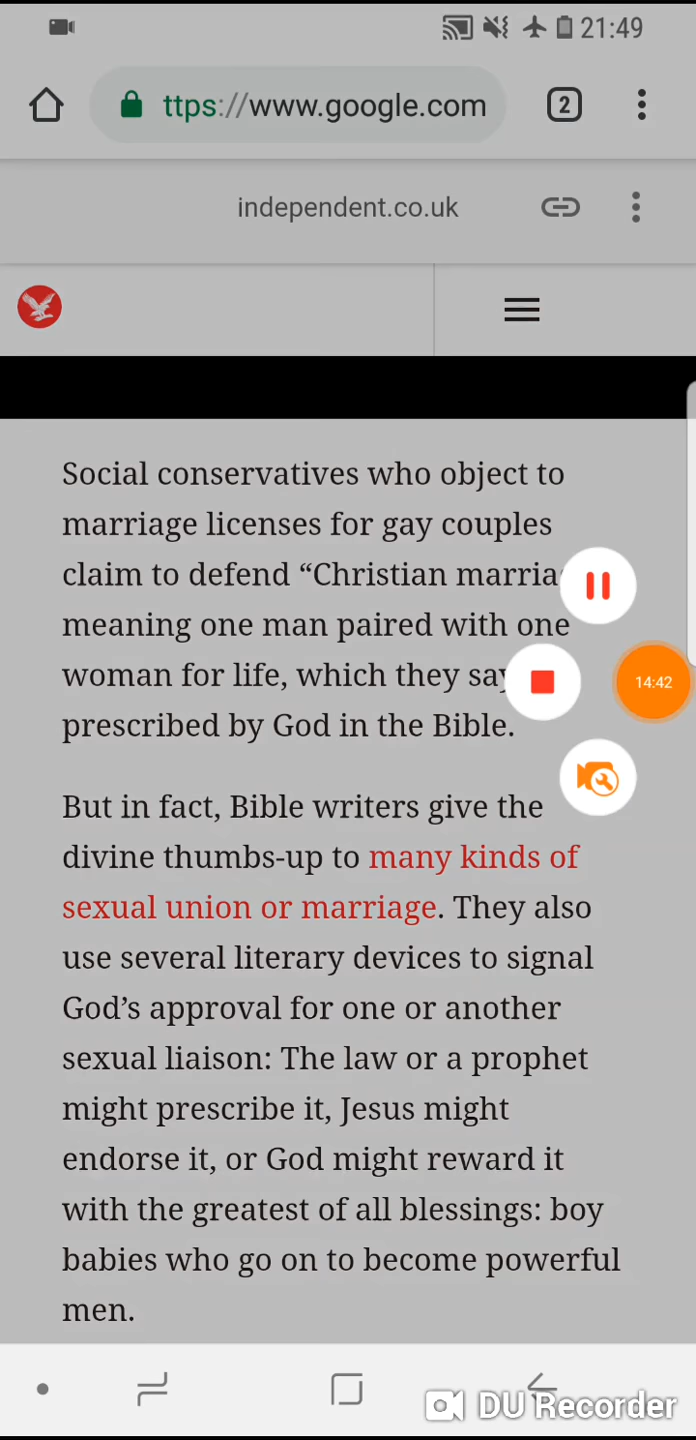 21:49
ttps://www.google.com
2
independent.co.uk
Social conservatives who object to
marriage licenses for gay couples
claim to defend “Christian marria
meaning one man paired with one
woman for life, which they say
prescribed by God in the Bible.
14:42
But in fact, Bible writers give the
divine thumbs-up to many kinds of
sexual union or marriage. They also
use several literary devices to signal
God’s approval for one or another
sexual liaison: The law or a prophet
might prescribe it, Jesus might
endorse it, or God might reward it
with the greatest of all blessings: boy
babies who go on to become powerful
men.
DU Recorder